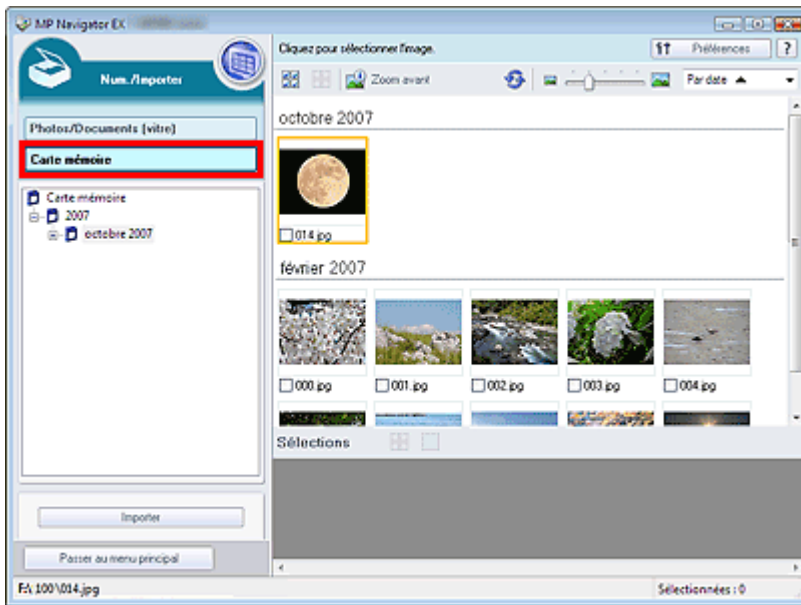 MP Navigator EX
Num./Importer
Photos/Documents (vitre)
Carte mémoire
Carte mémoire
2007
octobre 2007
Importer
Passer au menu principal
Cliquez pour sélectionner l'image.
Préférences
?
Zoom avant
Par date
octobre 2007
014.jpg
février 2007
000.jpg
001.jpg
002.jpg
003.jpg
004.jpg
Sélections
F:\ 100\014.jpg
Sélectionnées : 0